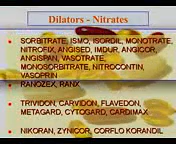 Dilators - Nitrates
SORBITRATE, ISMO, ISORDIL, MONOTRATE,
NITROFIX, ANGISED, IMDUR, ANGICOR,
ANGISPAN, VASOTRATE,
MONOSORBITRATE, NITROCONTIN,
VASOPRIN
RANOZEX, RANX
TRIVIDON, CARVIDON, FLAVEDON,
METAGARD, CYTOGARD, CARDIMAX
NIKORAN, ZYNICOR, CORFLO KORANDIL